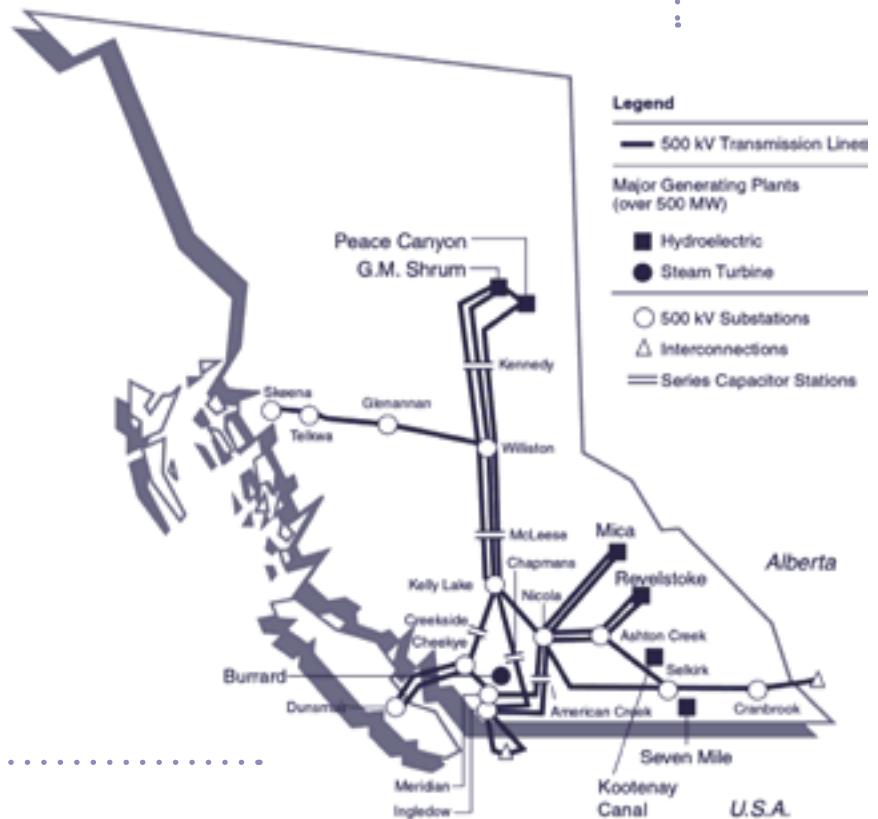 Legend
500 kV Transmission Lines
Major Generating Plants
(over 500 MW)
Hydroelectric
Steam Turbine
500 kV Substations
Interconnections
Series Capacitor Stations
Peace Canyon
G.M. Shrum
Kennedy
Skeena
Glenannan
Telkwa
Williston
McLeese
Mica
Chapmans
Alberta
Kelly Lake
Nicola
Revelstoke
Creekside
Cheekye
Ashton Creek
Selkirk
Burrard
Dunsmuir
American Creek
Cranbrook
Seven Mile
Meridian
Kootenay
Canal
Ingledow
U.S.A.